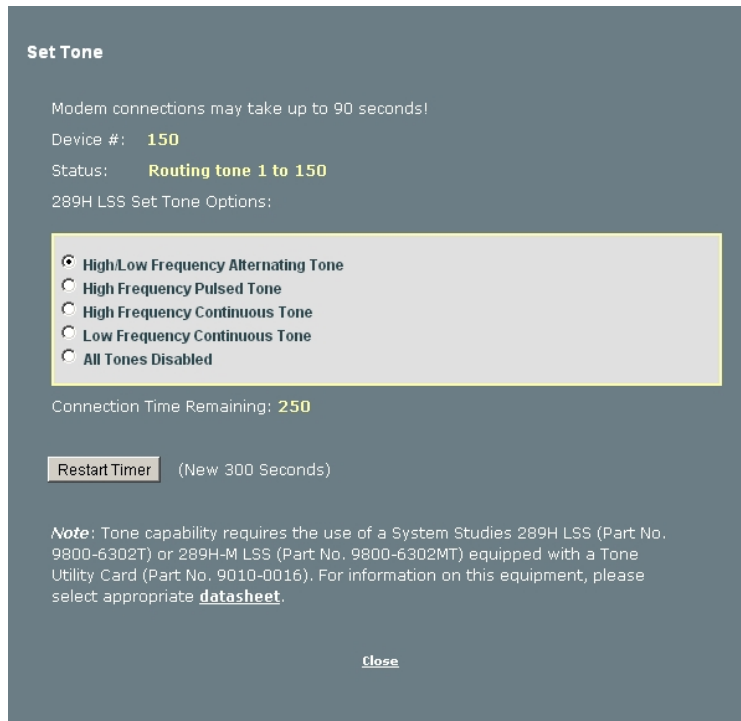 Set Tone
Modem connections may take up to 90 seconds!
Device #: 150
Status: Routing tone 1 to 150
289H LSS Set Tone Options:
High/Low Frequency Alternating Tone
High Frequency Pulsed Tone
High Frequency Continuous Tone
Low Frequency Continuous Tone
All Tones Disabled
Connection Time Remaining: 250
Restart Timer (New 300 Seconds)
Note: Tone capability requires the use of a System Studies 289H LSS (Part No.
9800-6302T) or 289H-M LSS (Part No. 9800-6302MT) equipped with a Tone
Utility Card (Part No. 9010-0016). For information on this equipment, please
select appropriate datasheet.
Close